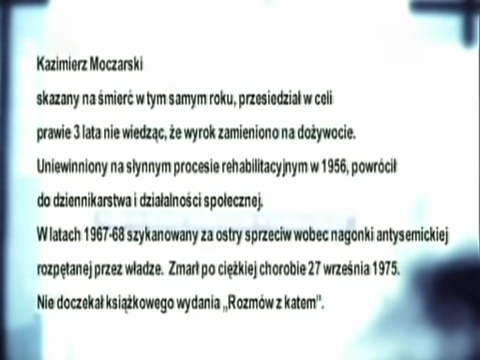 Kazimierz Moczarski
skazany na śmierć w tym samym roku, przesiedział w celi
prawie 3 lata nie wiedząc, że wyrok zamieniono na dożywocie.
Uniewinniony na słynnym procesie rehabilitacyjnym w 1956, powrócił
do dziennikarstwa i działalności społecznej.
W latach 1967-68 szykanowany za ostry sprzeciw wobec nagonki antysemickiej
rozpętanej przez władze. Zmarł po ciężkiej chorobie 27 września 1975.
Nie doczekał książkowego wydania „Rozmów z katem".